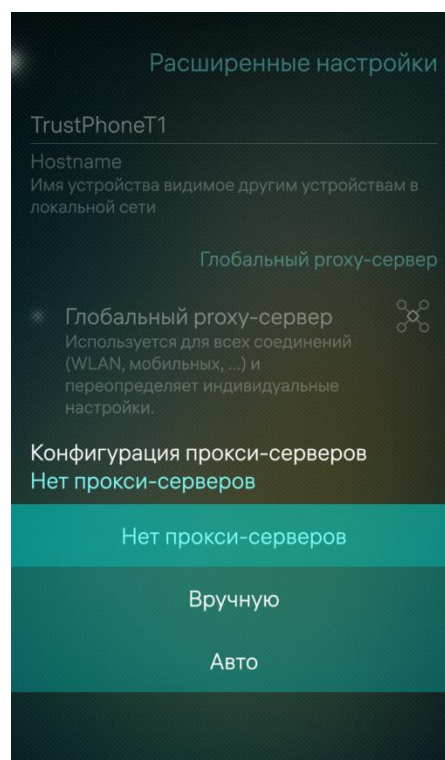 Расширенные настройки
TrustPhoneT1
Hostname
Имя устройства видимое другим устройствам в
локальной сети
Глобальный proxy-сервер
Глобальный proxy-сервер
Используется для всех соединений
(WLAN, мобильных, ...) и
переопределяет индивидуальные
настройки.
Конфигурация прокси-серверов
Нет прокси-серверов
Нет прокси-серверов
Вручную
Авто